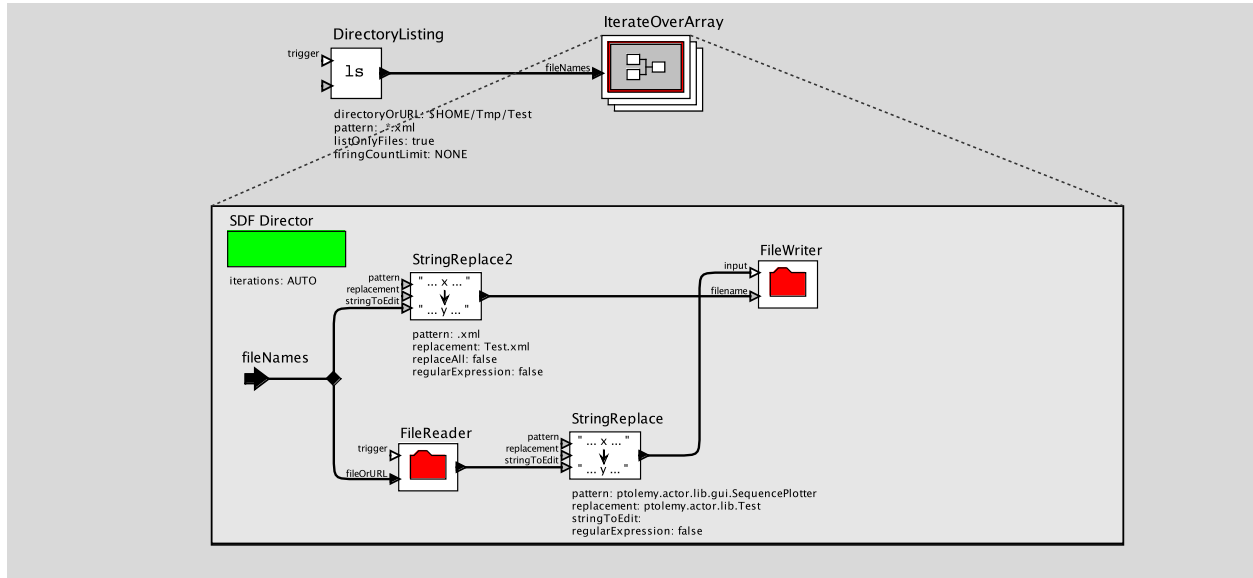 IterateOverArray
DirectoryListing
trigger
ls
fileNames
directoryOrURL: $HOME/Tmp/Test
pattern: .*.xml
listOnlyFiles: true
firingCountLimit: NONE
SDF Director
iterations: AUTO
StringReplace2
pattern
replacement
stringToEdit
" ... x ... "
" ... y ... "
pattern: .xml
replacement: Test.xml
replaceAll: false
regularExpression: false
FileWriter
input
filename
fileNames
FileReader
trigger
fileOrURL
StringReplace
pattern
replacement
stringToEdit
" ... x ... "
" ... y ... "
pattern: ptolemy.actor.lib.gui.SequencePlotter
replacement: ptolemy.actor.lib.Test
stringToEdit:
regularExpression: false